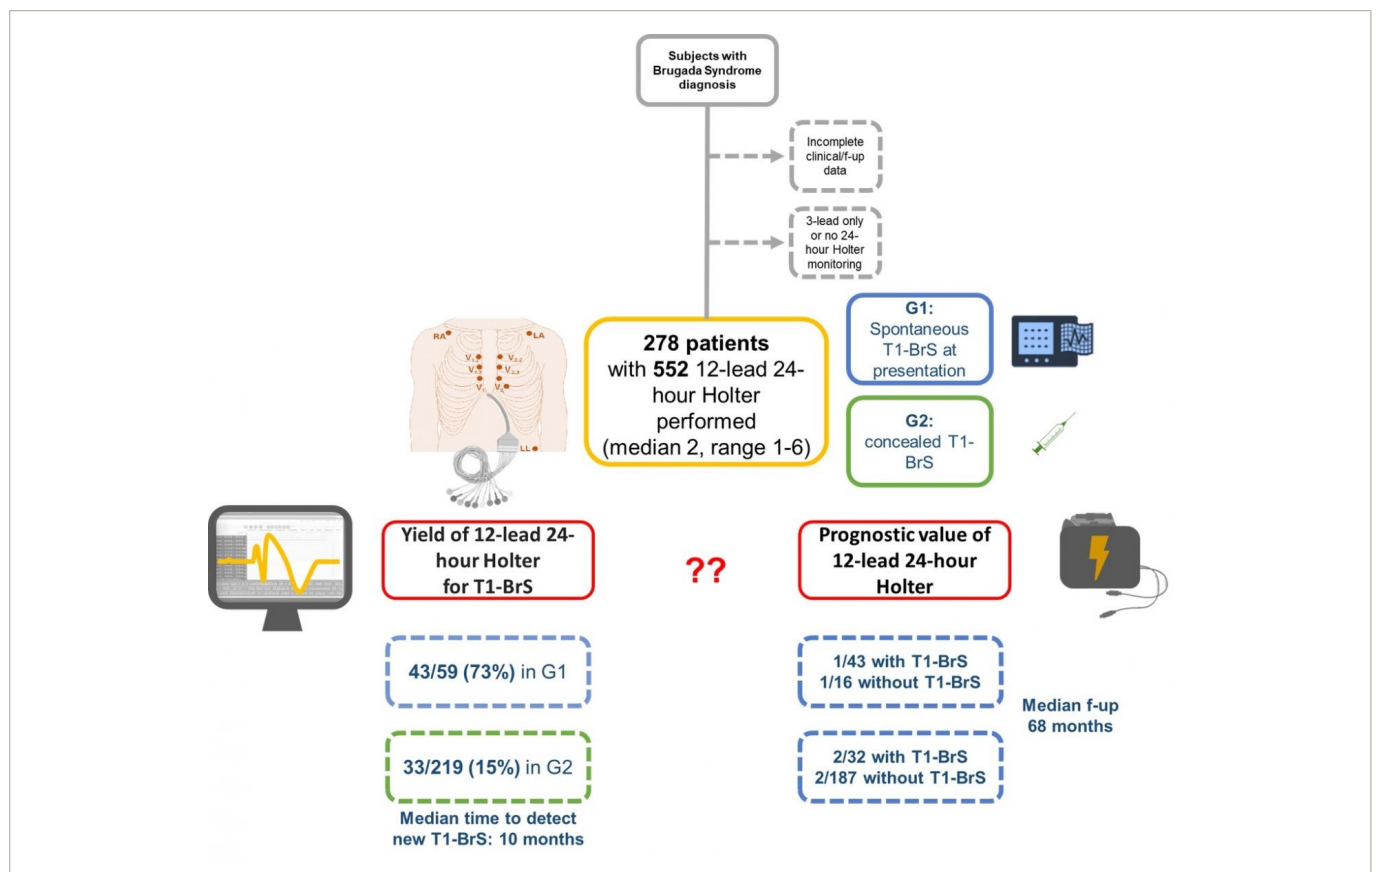 Subjects with
Brugada Syndrome
diagnosis
Incomplete
clinical/f-up
data
3-lead only
or no 24-
hour Holter
monitoring
278 patients
with 552 12-lead 24-
hour Holter
performed
(median 2, range 1-6)
G1:
Spontaneous
T1-BrS at
presentation
G2:
concealed T1-
BrS
RA
LA
LL
Yield of 12-lead 24-
hour Holter
for T1-BrS
??
Prognostic value of
12-lead 24-hour
Holter
43/59 (73%) in G1
1/43 with T1-BrS
1/16 without T1-BrS
Median f-up
68 months
33/219 (15%) in G2
2/32 with T1-BrS
2/187 without T1-BrS
Median time to detect
new T1-BrS: 10 months